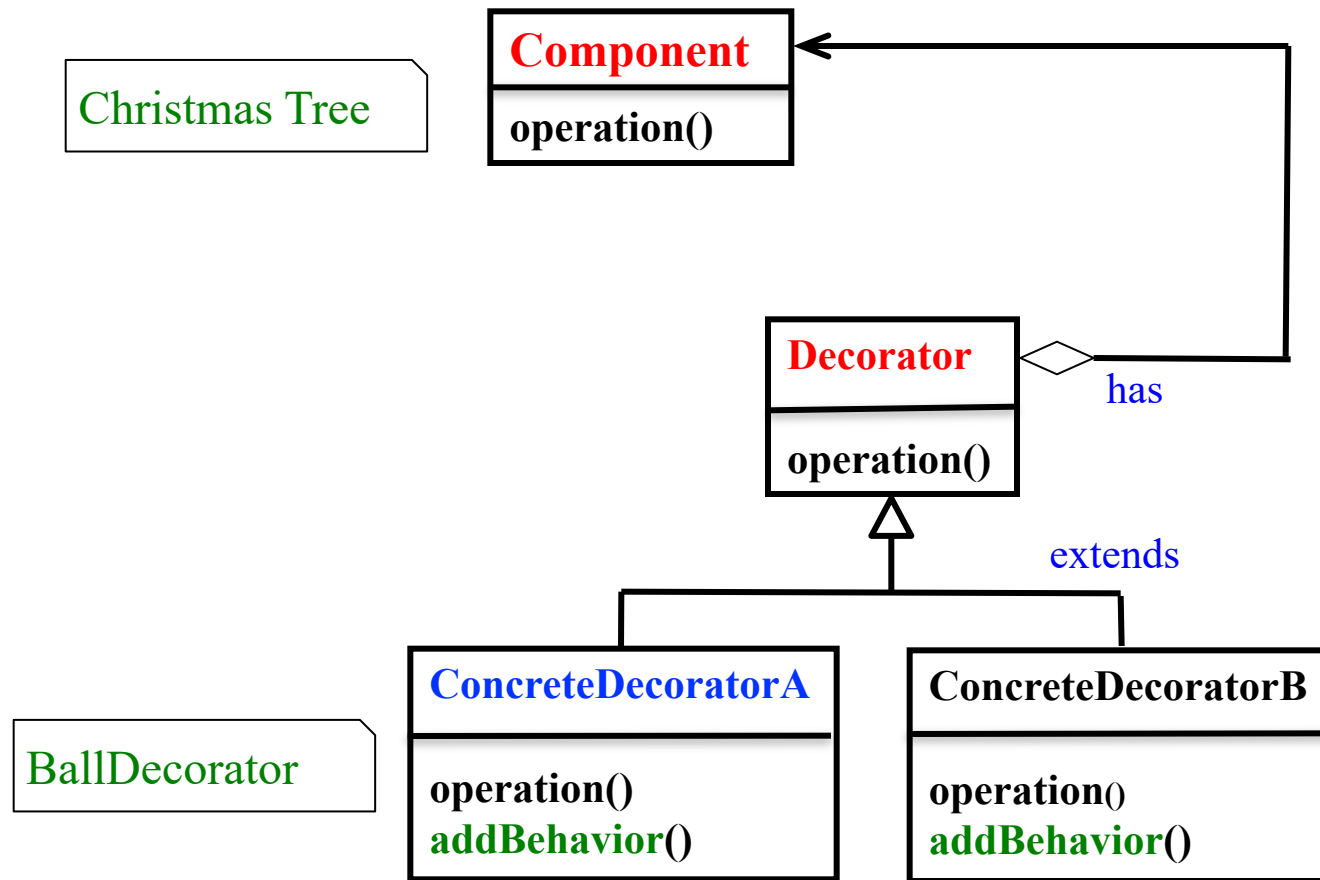 Component
Christmas Tree
operation()
Decorator
has
operation()
extends
ConcreteDecoratorA
operation()
addBehavior()
ConcreteDecoratorB
operation()
addBehavior()
BallDecorator